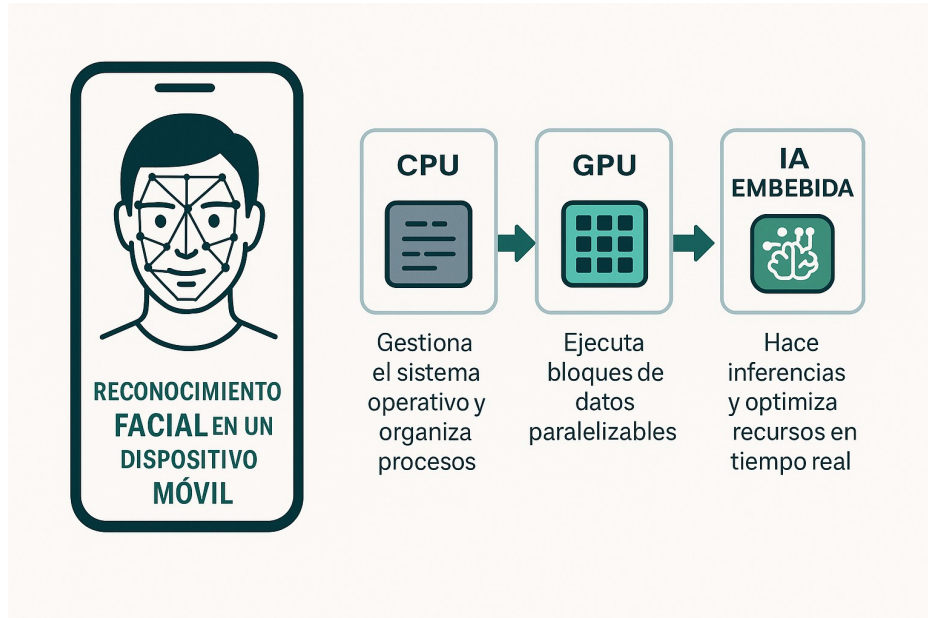 RECONOCIMIENTO
FACIAL EN UN
DISPOSITIVO
MÓVIL
CPU
Gestiona
el sistema
operativo y
organiza
procesos
GPU
Ejecuta
bloques de
datos
paralelizables
IA
EMBEBIDA
Hace
inferencias
y optimiza
recursos en
tiempo real